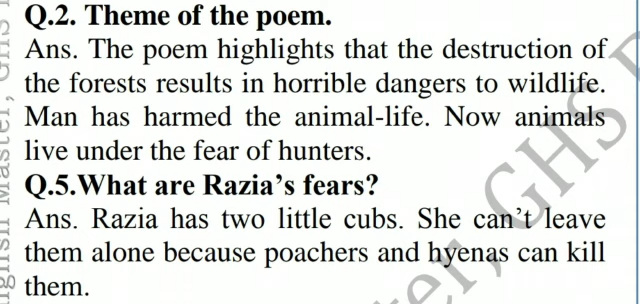 Q.2. Theme of the poem.
Ans. The poem highlights that the destruction of
the forests results in horrible dangers to wildlife.
Man has harmed the animal-life. Now animals
live under the fear of hunters.
Q.5.What are Razia's fears?
Ans. Razia has two little cubs. She can't leave
them alone because poachers and hyenas can kill
them.